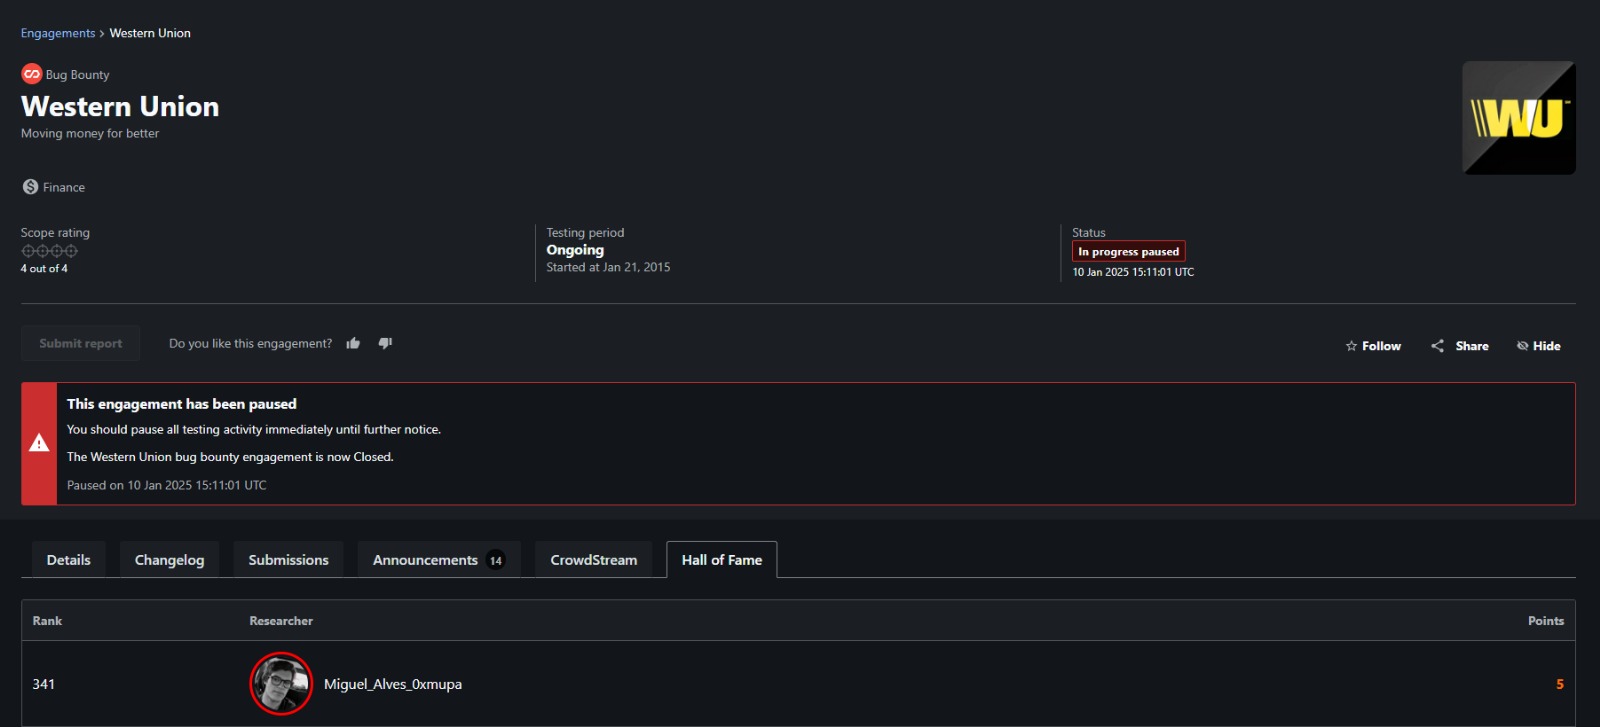 Engagements > Western Union
Bug Bounty
Western Union
Moving money for better
WU
Finance
Scope rating
4 out of 4
Testing period
Ongoing
Started at Jan 21, 2015
Status
In progress paused
10 Jan 2025 15:11:01 UTC
Submit report
Do you like this engagement?
Follow
Share
Hide
This engagement has been paused
You should pause all testing activity immediately until further notice.
The Western Union bug bounty engagement is now Closed.
Paused on 10 Jan 2025 15:11:01 UTC
Details
Changelog
Submissions
Announcements 14
CrowdStream
Hall of Fame
Rank Researcher Points
341 Miguel_Alves_0xmupa 5